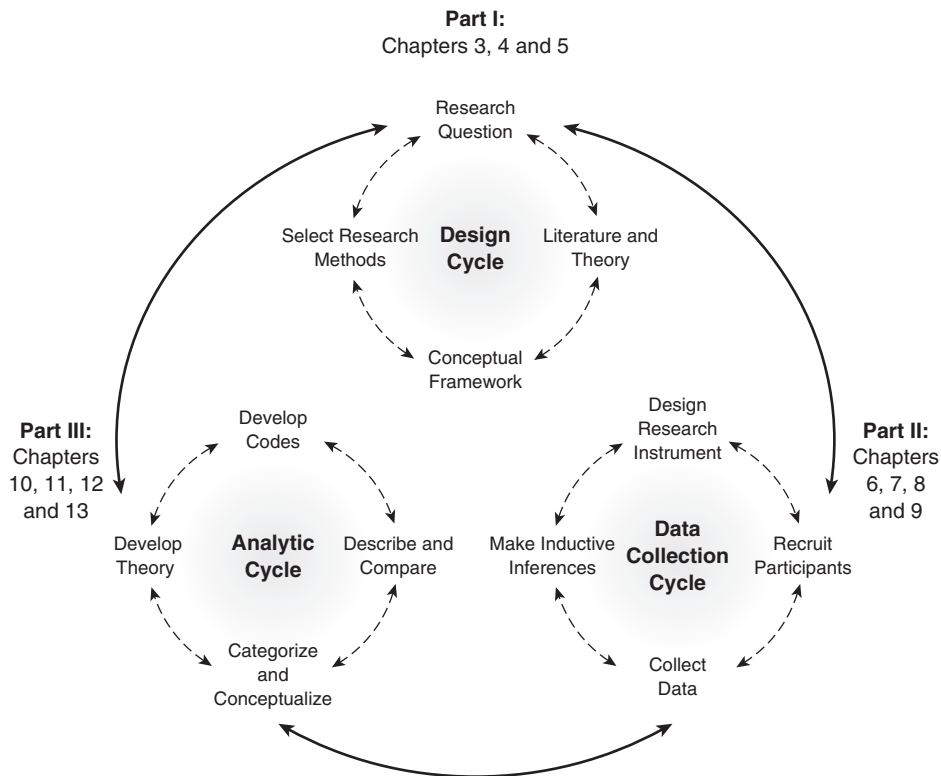 Part I:
Chapters 3, 4 and 5
Research
Question
Select Research
Methods
Design
Cycle
Literature and
Theory
Conceptual
Framework
Part III:
Chapters
10, 11, 12
and 13
Develop
Codes
Develop
Theory
Analytic
Cycle
Describe and
Compare
Categorize
and
Conceptualize
Design
Research
Instrument
Make Inductive
Inferences
Data
Collection
Cycle
Recruit
Participants
Collect
Data
Part II:
Chapters
6, 7, 8
and 9